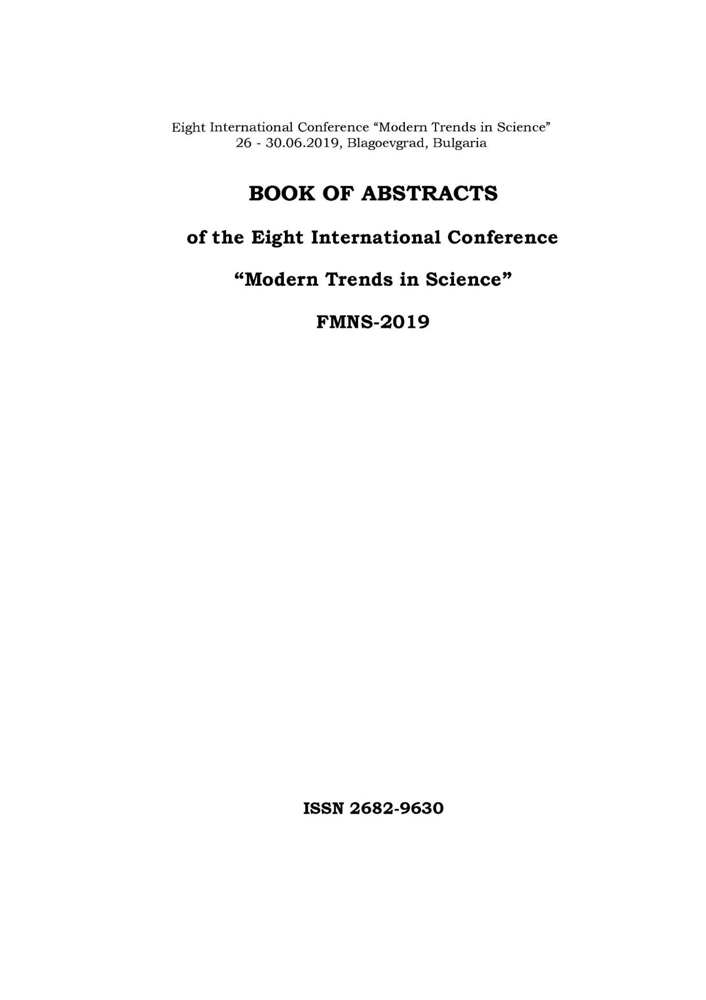 Eight International Conference “Modern Trends in Science”
26 - 30.06.2019, Blagoevgrad, Bulgaria
BOOK OF ABSTRACTS
of the Eight International Conference
“Modern Trends in Science”
FMNS-2019
ISSN 2682-9630